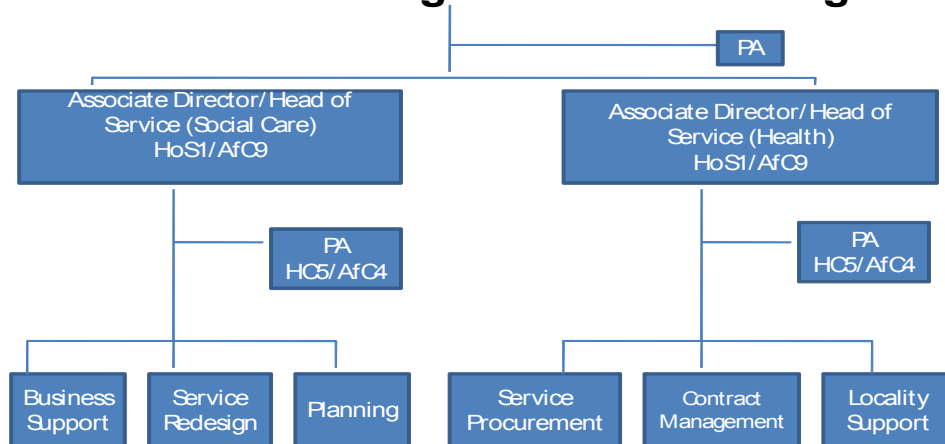 PA
Associate Director/Head of
Service (Social Care)
HoS1/AfC9
Associate Director/Head of
Service (Health)
HoS1/AfC9
PA
HC5/AfC4
PA
HC5/AfC4
Business
Support
Service
Redesign
Planning
Service
Procurement
Contract
Management
Locality
Support